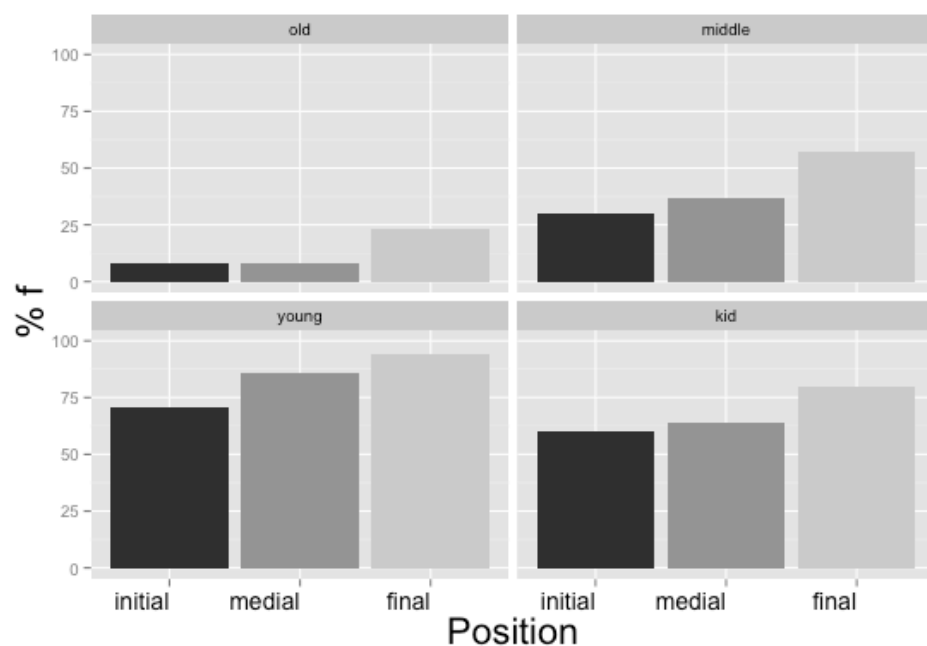 old
middle
100
75
50
25
0
% f
young
kid
100
75
50
25
0
initial medial final initial medial final
Position